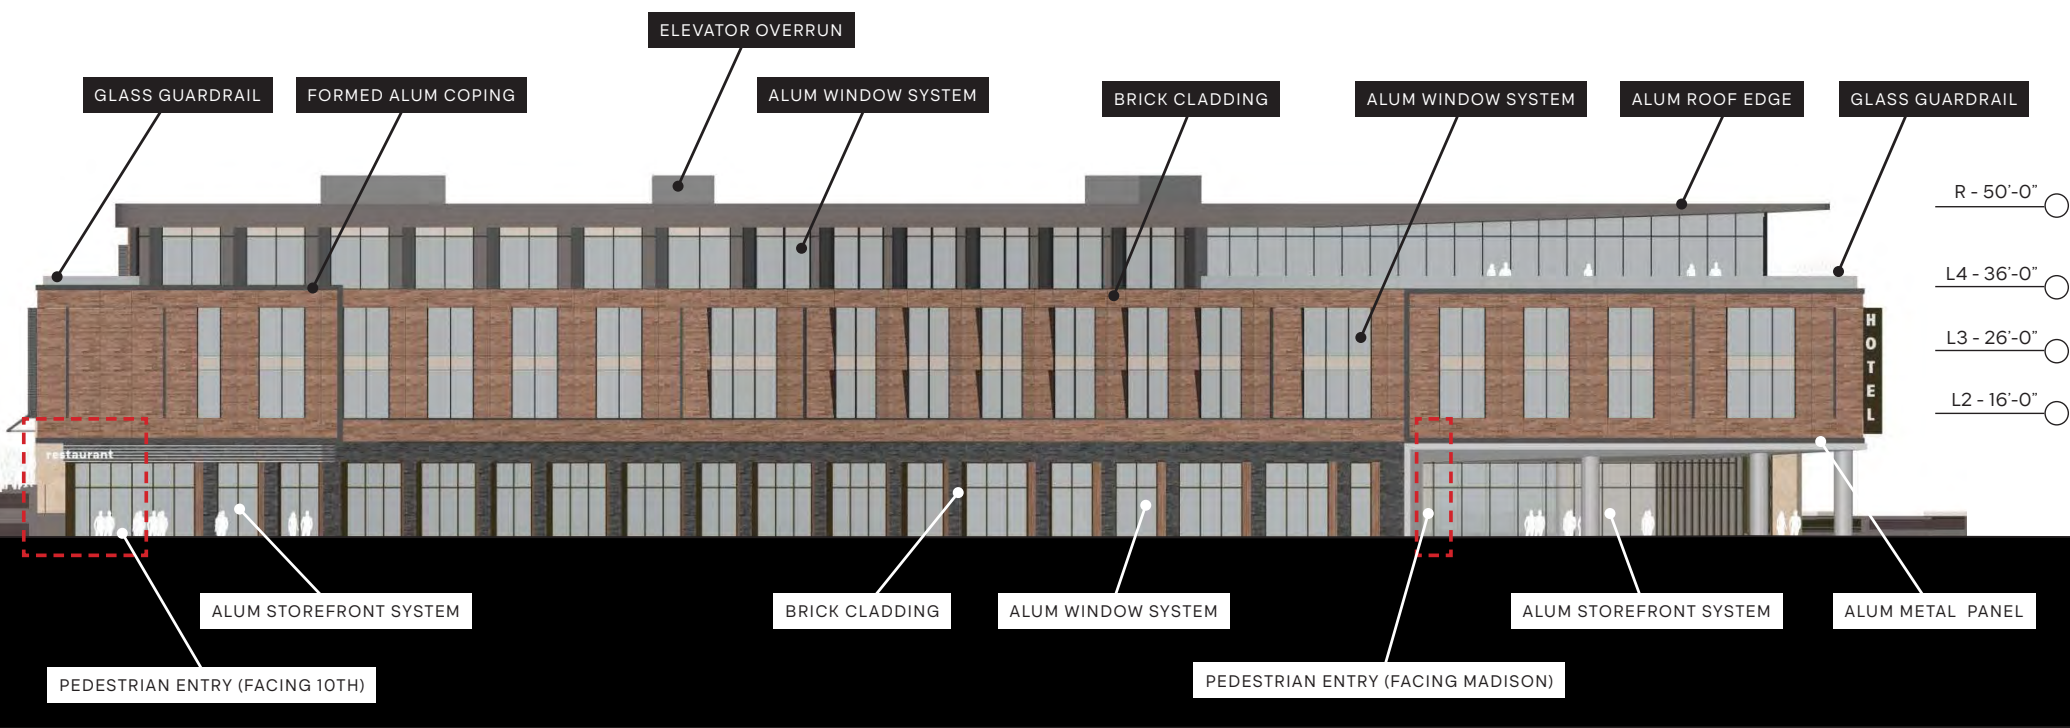 ELEVATOR OVERRUN
GLASS GUARDRAIL
FORMED ALUM COPING
ALUM WINDOW SYSTEM
BRICK CLADDING
ALUM WINDOW SYSTEM
ALUM ROOF EDGE
GLASS GUARDRAIL
R - 50'-0”
L4 - 36'-0”
L3 - 26'-0”
L2 - 16'-0”
HOTEL
restaurant
ALUM STOREFRONT SYSTEM
BRICK CLADDING
ALUM WINDOW SYSTEM
ALUM STOREFRONT SYSTEM
ALUM METAL PANEL
PEDESTRIAN ENTRY (FACING 10TH)
PEDESTRIAN ENTRY (FACING MADISON)